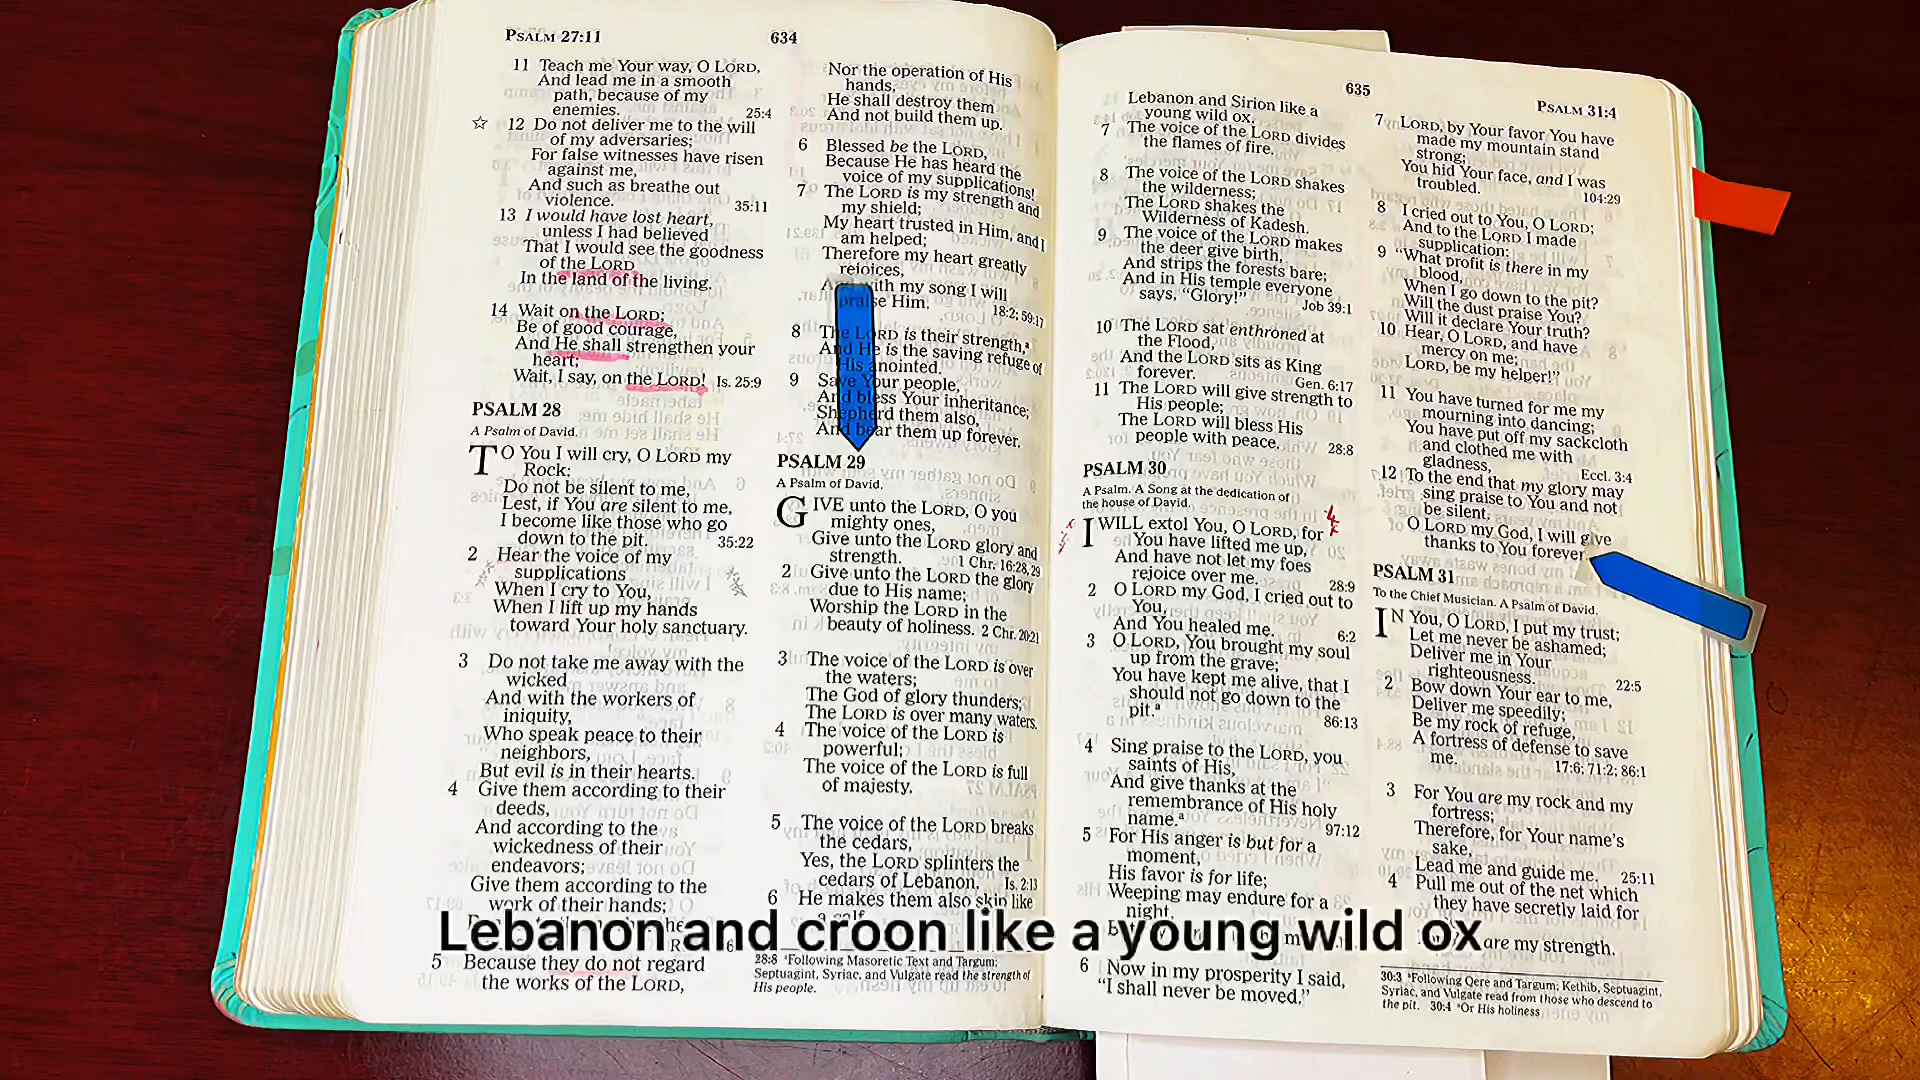 PSALM 27:11
634
11 Teach me Your way, O LORD,
And lead me in a smooth
path, because of my
enemies. 25:4
☆ 12 Do not deliver me to the will
of my adversaries;
For false witnesses have risen
against me,
And such as breathe out
violence. 35:11
13 I would have lost heart,
unless I had believed
That I would see the goodness
of the LORD
In the land of the living.
14 Wait on the LORD;
Be of good courage,
And He shall strengthen your
heart;
Wait, I say, on the LORD! Is. 25:9
PSALM 28
A Psalm of David.
TO You I will cry, O LORD my
Rock:
Do not be silent to me,
Lest, if You are silent to me,
I become like those who go
down to the pit. 35:22
2 Hear the voice of my
supplications
When I cry to You,
When I lift up my hands
toward Your holy sanctuary.
3 Do not take me away with the
wicked
And with the workers of
iniquity,
Who speak peace to their
neighbors,
But evil is in their hearts.
4 Give them according to their
deeds,
And according to the
wickedness of their
endeavors;
Give them according to the
work of their hands;
5 Because they do not regard
the works of the LORD,
Nor the operation of His
hands,
He shall destroy them
And not build them up.
6 Blessed be the LORD,
Because He has heard the
voice of my supplications!
7 The LORD is my strength and
my shield;
My heart trusted in Him, and I
am helped;
Therefore my heart greatly
rejoices,
And with my song I will
praise Him. 18:2; 59:17
8 The LORD is their strength,ª
And He is the saving refuge of
His anointed.
9 Save Your people,
And bless Your inheritance;
Shepherd them also,
And bear them up forever.
PSALM 29
A Psalm of David.
GIVE unto the LORD, O you
mighty ones,
Give unto the LORD glory and
strength. 1 Chr. 16:28, 29
2 Give unto the LORD the glory
due to His name;
Worship the LORD in the
beauty of holiness. 2 Chr. 20:21
3 The voice of the LORD is over
the waters;
The God of glory thunders;
The LORD is over many waters.
4 The voice of the LORD is
powerful;
The voice of the LORD is full
of majesty.
5 The voice of the LORD breaks
the cedars,
Yes, the LORD splinters the
cedars of Lebanon. Is. 2:13
6 He makes them also skip like
a calf,
28:8 ªFollowing Masoretic Text and Targum;
Septuagint, Syriac, and Vulgate read the strength of
His people.
635
PSALM 31:4
Lebanon and Sirion like a
young wild ox.
7 The voice of the LORD divides
the flames of fire.
8 The voice of the LORD shakes
the wilderness;
The LORD shakes the
Wilderness of Kadesh.
9 The voice of the LORD makes
the deer give birth,
And strips the forests bare;
And in His temple everyone
says, “Glory!” Job 39:1
10 The LORD sat enthroned at
the Flood,
And the LORD sits as King
forever. Gen. 6:17
11 The LORD will give strength to
His people;
The LORD will bless His
people with peace. 28:8
PSALM 30
A Psalm. A Song at the dedication of
the house of David.
I WILL extol You, O LORD, for
You have lifted me up,
And have not let my foes
rejoice over me. 28:9
2 O LORD my God, I cried out to
You,
And You healed me. 6:2
3 O LORD, You brought my soul
up from the grave;
You have kept me alive, that I
should not go down to the
pit.ª 86:13
4 Sing praise to the LORD, you
saints of His,
And give thanks at the
remembrance of His holy
name.ª 97:12
5 For His anger is but for a
moment,
His favor is for life;
Weeping may endure for a
night,
6 Now in my prosperity I said,
“I shall never be moved.”
7 LORD, by Your favor You have
made my mountain stand
strong;
You hid Your face, and I was
troubled. 104:29
8 I cried out to You, O LORD;
And to the LORD I made
supplication:
9 “What profit is there in my
blood,
When I go down to the pit?
Will the dust praise You?
Will it declare Your truth?
10 Hear, O LORD, and have
mercy on me;
LORD, be my helper!”
11 You have turned for me my
mourning into dancing;
You have put off my sackcloth
and clothed me with
gladness, Eccl. 3:4
12 To the end that my glory may
sing praise to You and not
be silent.
O LORD my God, I will give
thanks to You forever.
PSALM 31
To the Chief Musician. A Psalm of David.
IN You, O LORD, I put my trust;
Let me never be ashamed;
Deliver me in Your
righteousness. 22:5
2 Bow down Your ear to me,
Deliver me speedily;
Be my rock of refuge,
A fortress of defense to save
me. 17:6; 71:2; 86:1
3 For You are my rock and my
fortress;
Therefore, for Your name’s
sake,
Lead me and guide me. 25:11
4 Pull me out of the net which
they have secretly laid for
are my strength.
30:3 ªFollowing Qere and Targum; Kethib, Septuagint,
Syriac, and Vulgate read from those who descend to
the pit. 30:4 ªOr His holiness
Lebanon and croon like a young wild ox